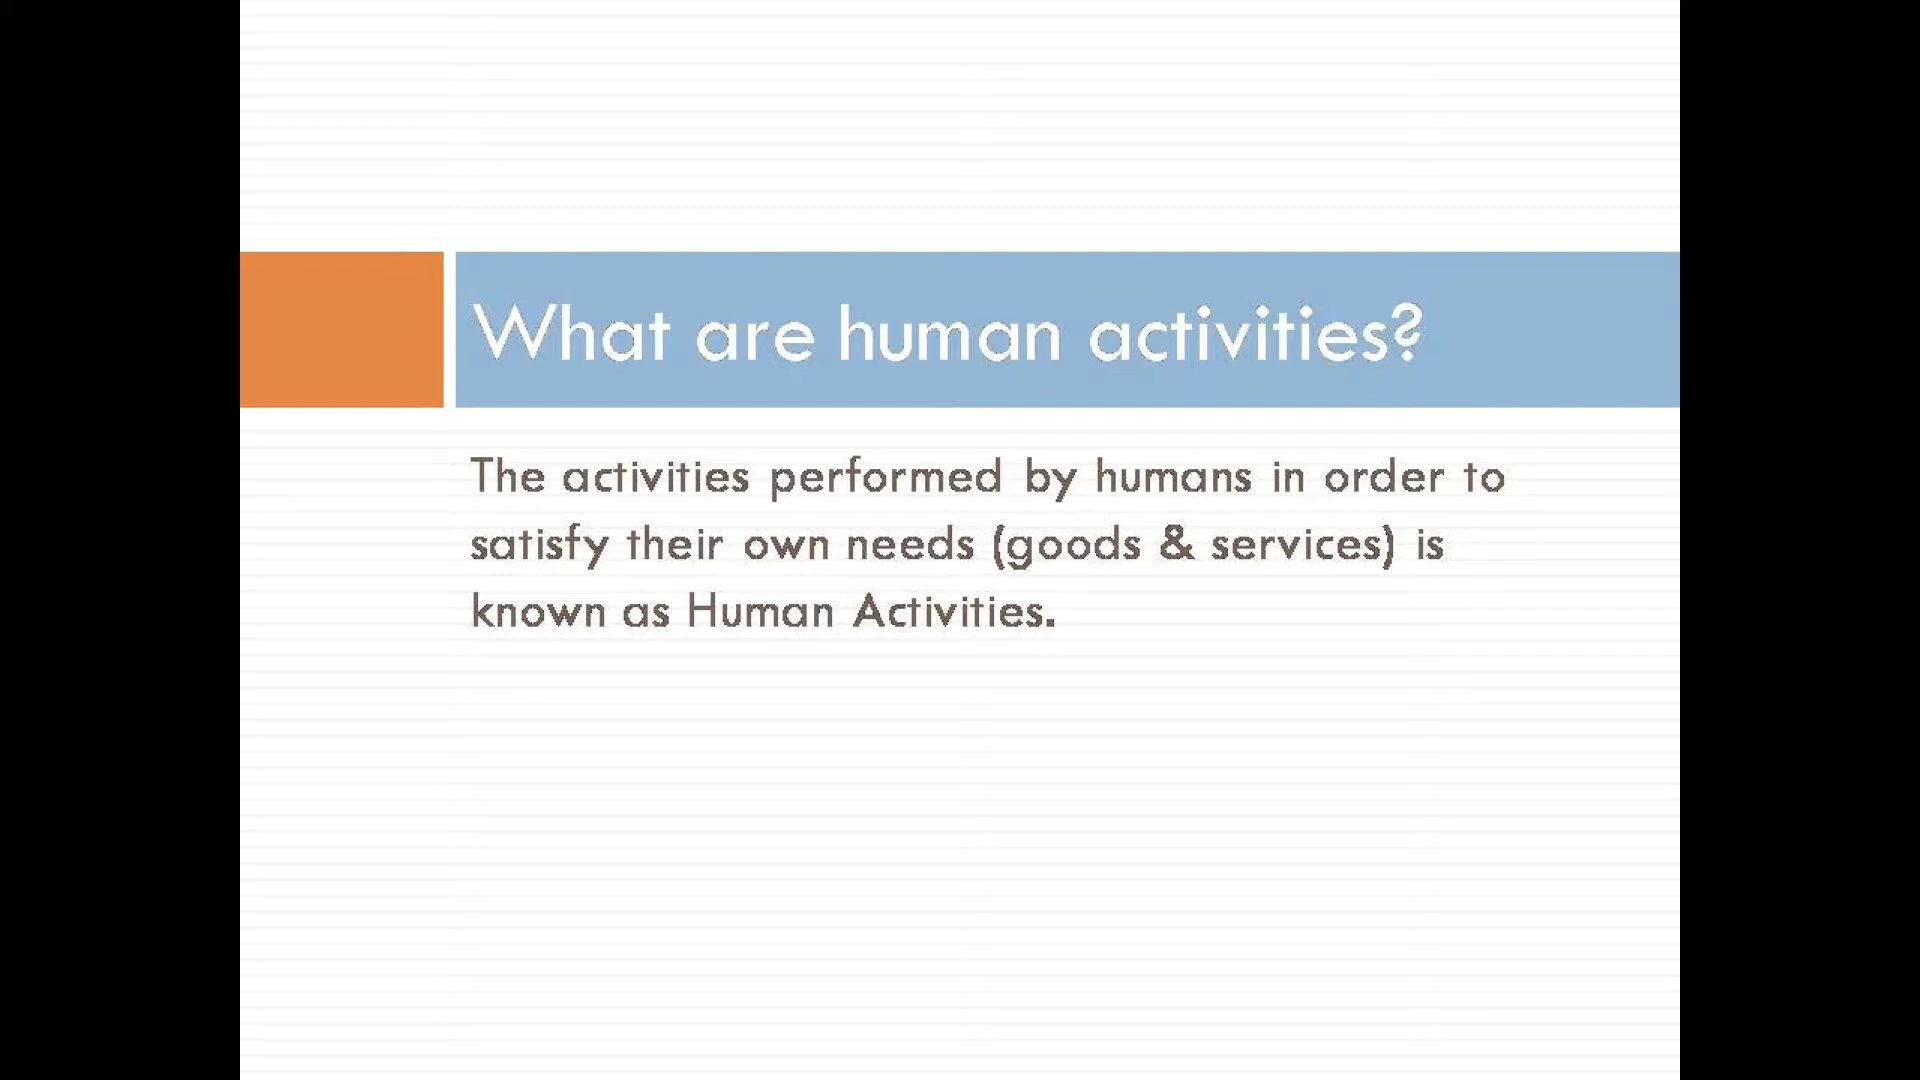 What are human activities?
The activities performed by humans in order to
satisfy their own needs (goods & services) is
known as Human Activities.